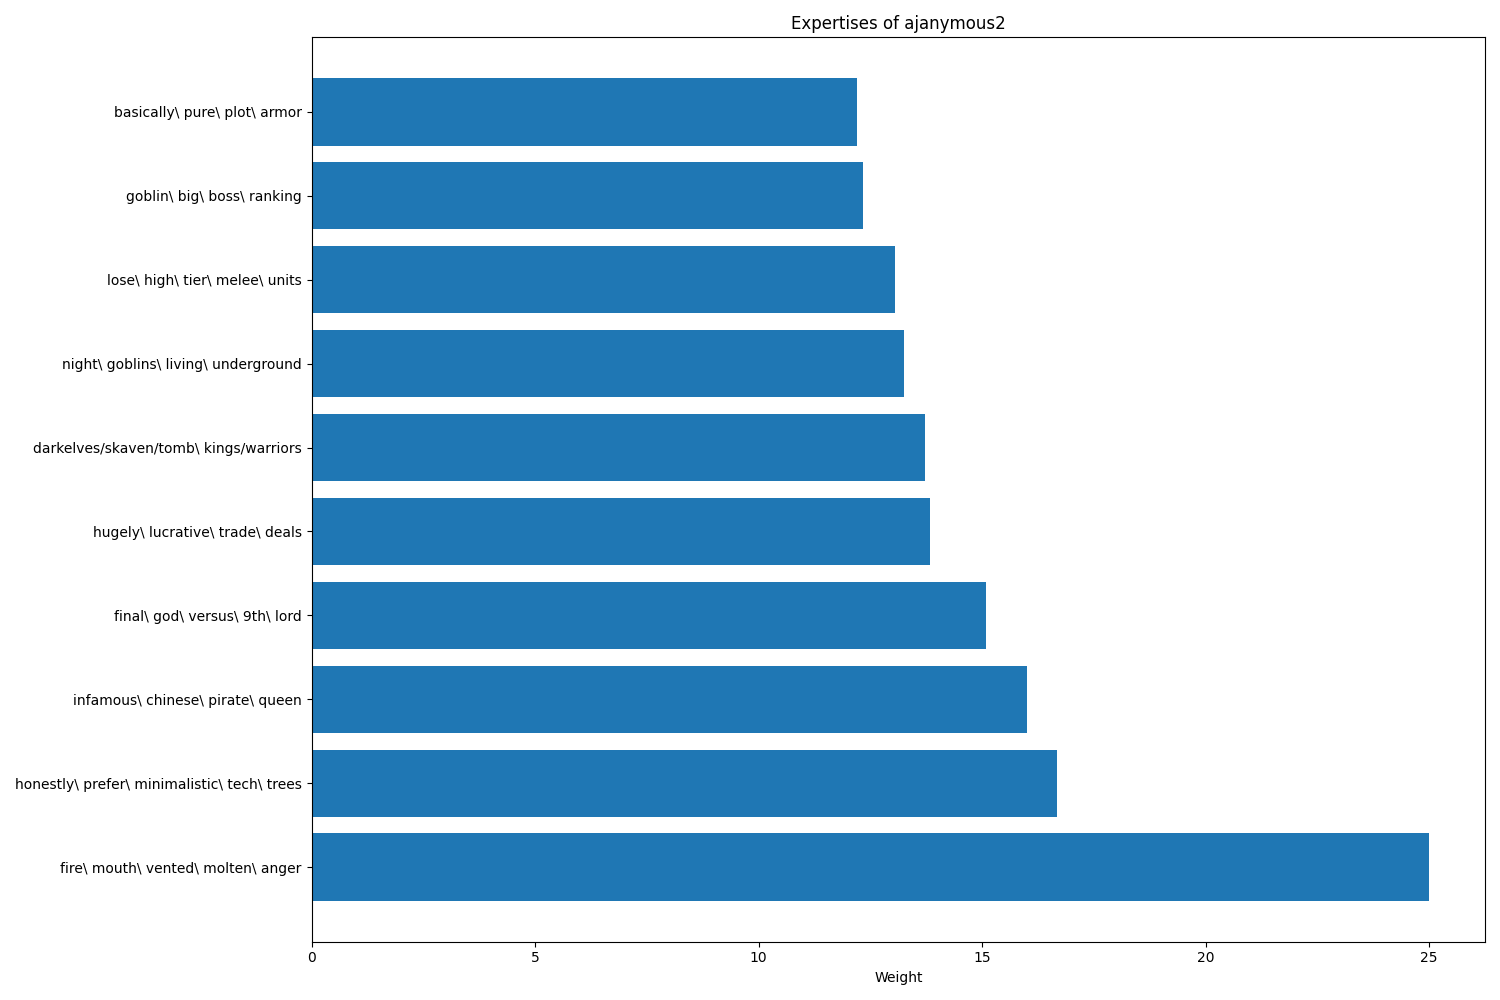 Expertises of ajanymous2
basically\ pure\ plot\ armor
goblin\ big\ boss\ ranking
lose\ high\ tier\ melee\ units
night\ goblins\ living\ underground
darkelves/skaven/tomb\ kings/warriors
hugely\ lucrative\ trade\ deals
final\ god\ versus\ 9th\ lord
infamous\ chinese\ pirate\ queen
honestly\ prefer\ minimalistic\ tech\ trees
fire\ mouth\ vented\ molten\ anger
0 5 10 15 20 25
Weight